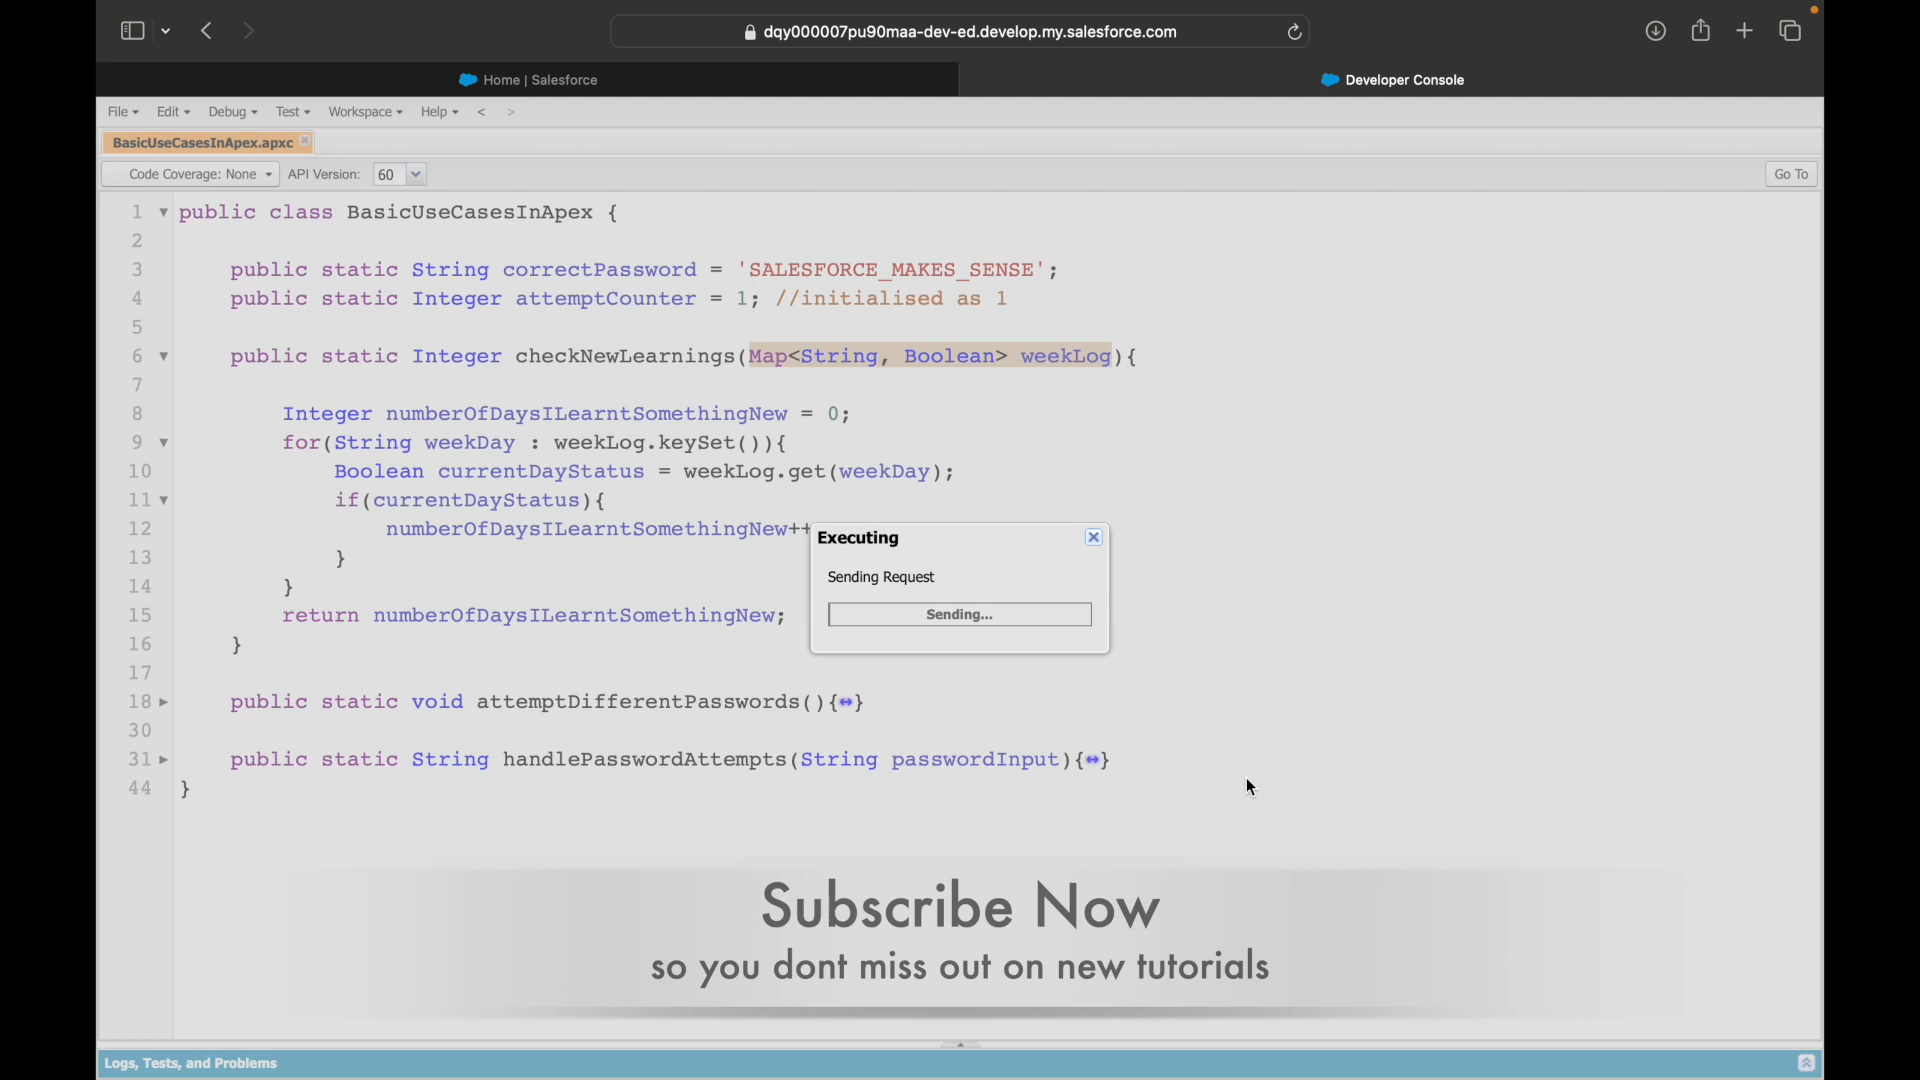 dqy000007pu90maa-dev-ed.develop.my.salesforce.com
Home | Salesforce
Developer Console
File Edit Debug Test Workspace Help < >
BasicUseCasesInApex.apxc
Code Coverage: None API Version: 60 Go To
1 public class BasicUseCasesInApex {
2
3 public static String correctPassword = 'SALESFORCE_MAKES_SENSE';
4 public static Integer attemptCounter = 1; //initialised as 1
5
6 public static Integer checkNewLearnings(Map<String, Boolean> weekLog){
7
8 Integer numberOfDaysILearntSomethingNew = 0;
9 for(String weekDay : weekLog.keySet()){
10 Boolean currentDayStatus = weekLog.get(weekDay);
11 if(currentDayStatus){
12 numberOfDaysILearntSomethingNew++
13 }
14 }
15 return numberOfDaysILearntSomethingNew;
16 }
17
18 public static void attemptDifferentPasswords(){↔}
30
31 public static String handlePasswordAttempts(String passwordInput){↔}
44 }
Executing
Sending Request
Sending...
Subscribe Now
so you dont miss out on new tutorials
Logs, Tests, and Problems